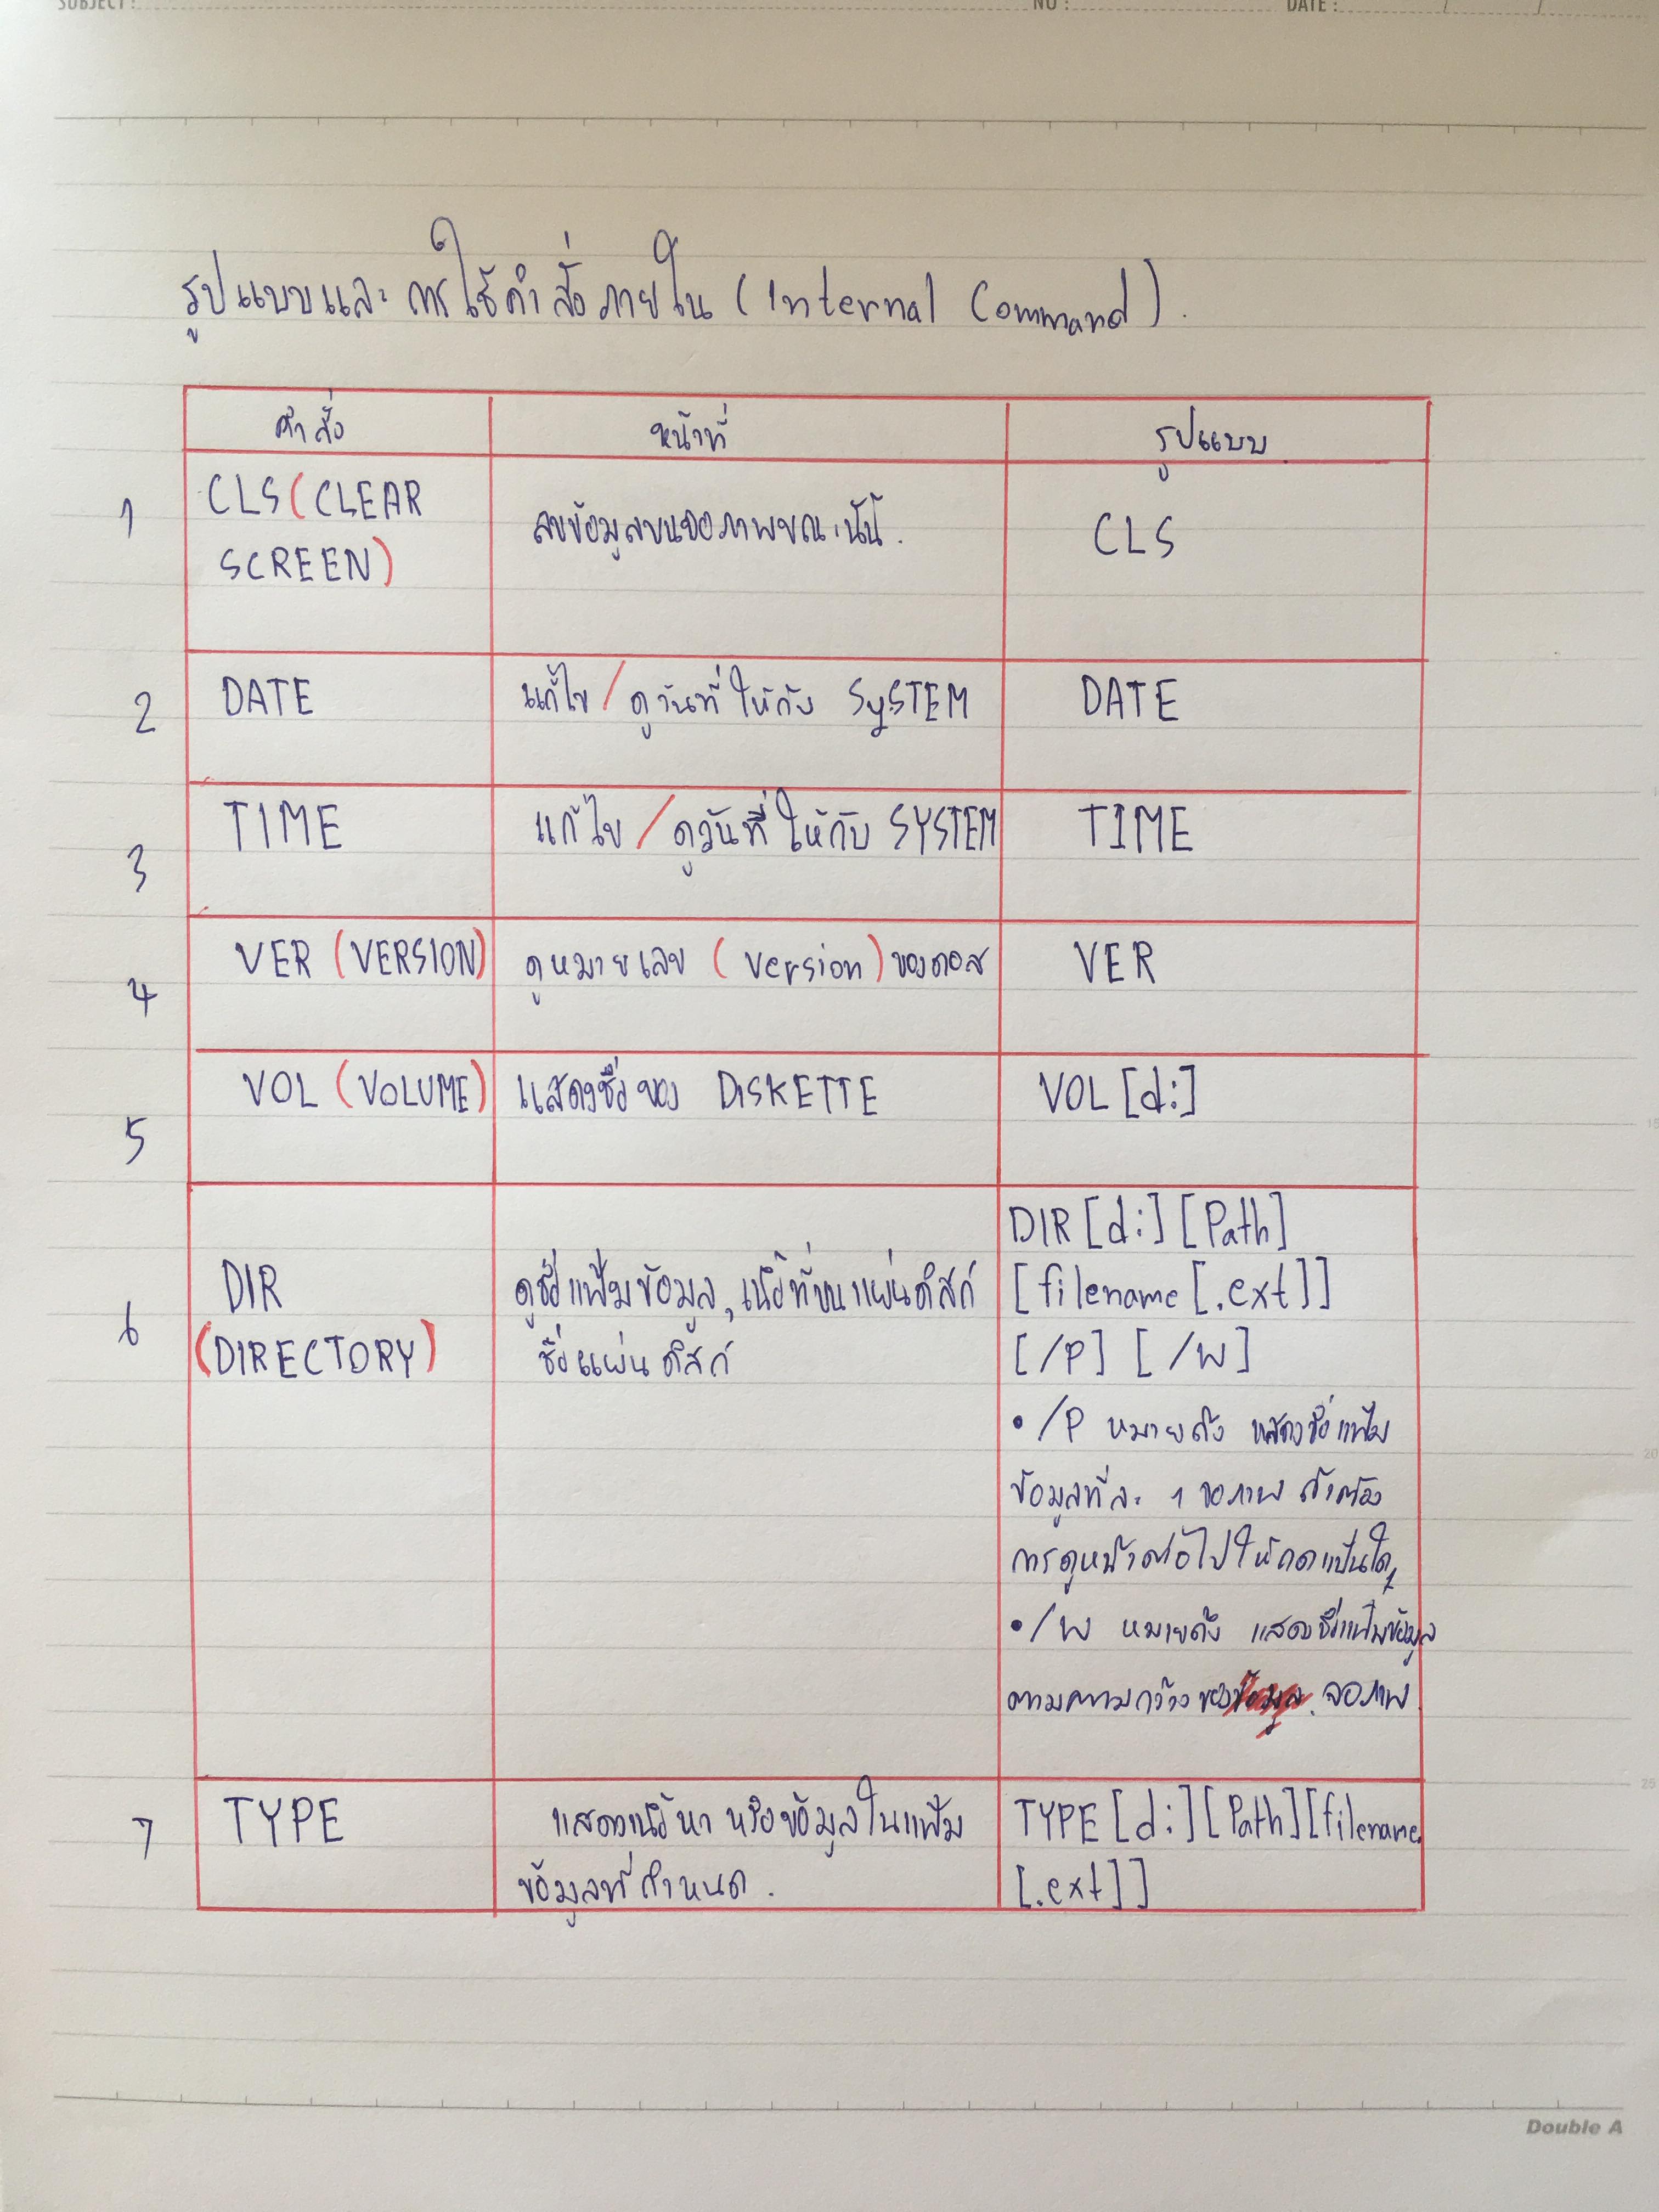 SUBJECT : NO : DATE : / /
รูปแบบและการใช้คำสั่งภายใน (Internal Command).
คำสั่ง หน้าที่ รูปแบบ
1 CLS (CLEAR
SCREEN) ลบข้อมูลบนจอภาพขณะนั้น. CLS
2 DATE แก้ไข / ดูวันที่ให้กับ SySTEM DATE
3 TIME แก้ไข / ดูวันที่ให้กับ SYSTEM TIME
4 VER (VERSION) ดูหมายเลข (version) ของดอส VER
5 VOL (VOLUME) แสดงชื่อของ DISKETTE VOL [d:]
DIR [d:] [Path]
6 DIR ดูชื่อแฟ้มข้อมูล, เนื้อที่บนแผ่นดิสก์ [filename [.ext]]
(DIRECTORY) ชื่อแผ่นดิสก์ [/P] [/W]
• /P หมายถึง แสดงชื่อแฟ้ม
ข้อมูลทีละ 1 จอภาพ ถ้าต้อง
การดูหน้าต่อไปให้กดแป้นใดๆ
• /W หมายถึง แสดงชื่อแฟ้มข้อมูล
ตามความกว้างของ จอภาพ
7 TYPE แสดงเนื้อหา หรือข้อมูลในแฟ้ม TYPE [d:] [Path] [filename
ข้อมูลที่กำหนด. [.ext]]
10
15
20
25
Double A